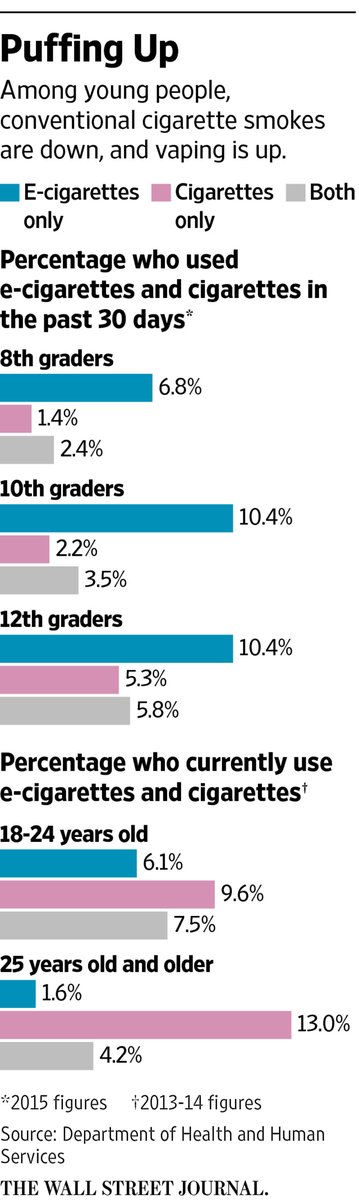 Puffing Up
Among young people,
conventional cigarette smokes
are down, and vaping is up.
E-cigarettes only
Cigarettes only
Both
Percentage who used
e-cigarettes and cigarettes in
the past 30 days*
8th graders
6.8%
1.4%
2.4%
10th graders
10.4%
2.2%
3.5%
12th graders
10.4%
5.3%
5.8%
Percentage who currently use
e-cigarettes and cigarettes†
18-24 years old
6.1%
9.6%
7.5%
25 years old and older
1.6%
13.0%
4.2%
*2015 figures †2013-14 figures
Source: Department of Health and Human
Services
THE WALL STREET JOURNAL.